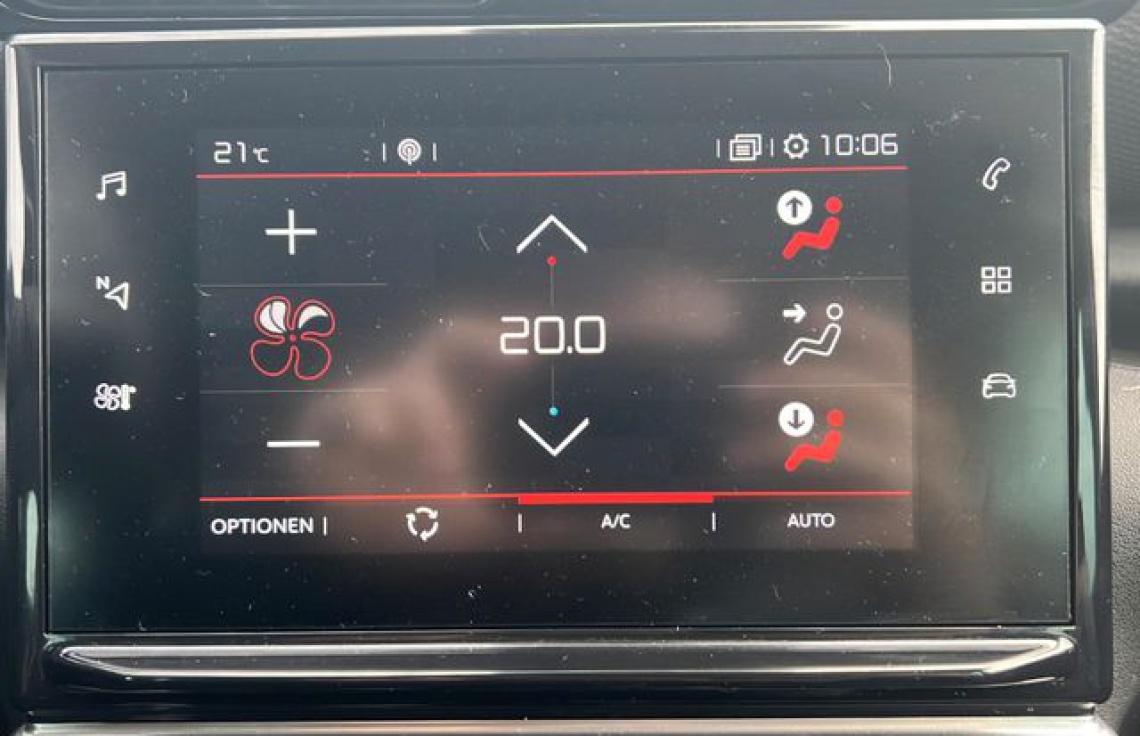 21°C 10:06
N
20.0
OPTIONEN A/C AUTO